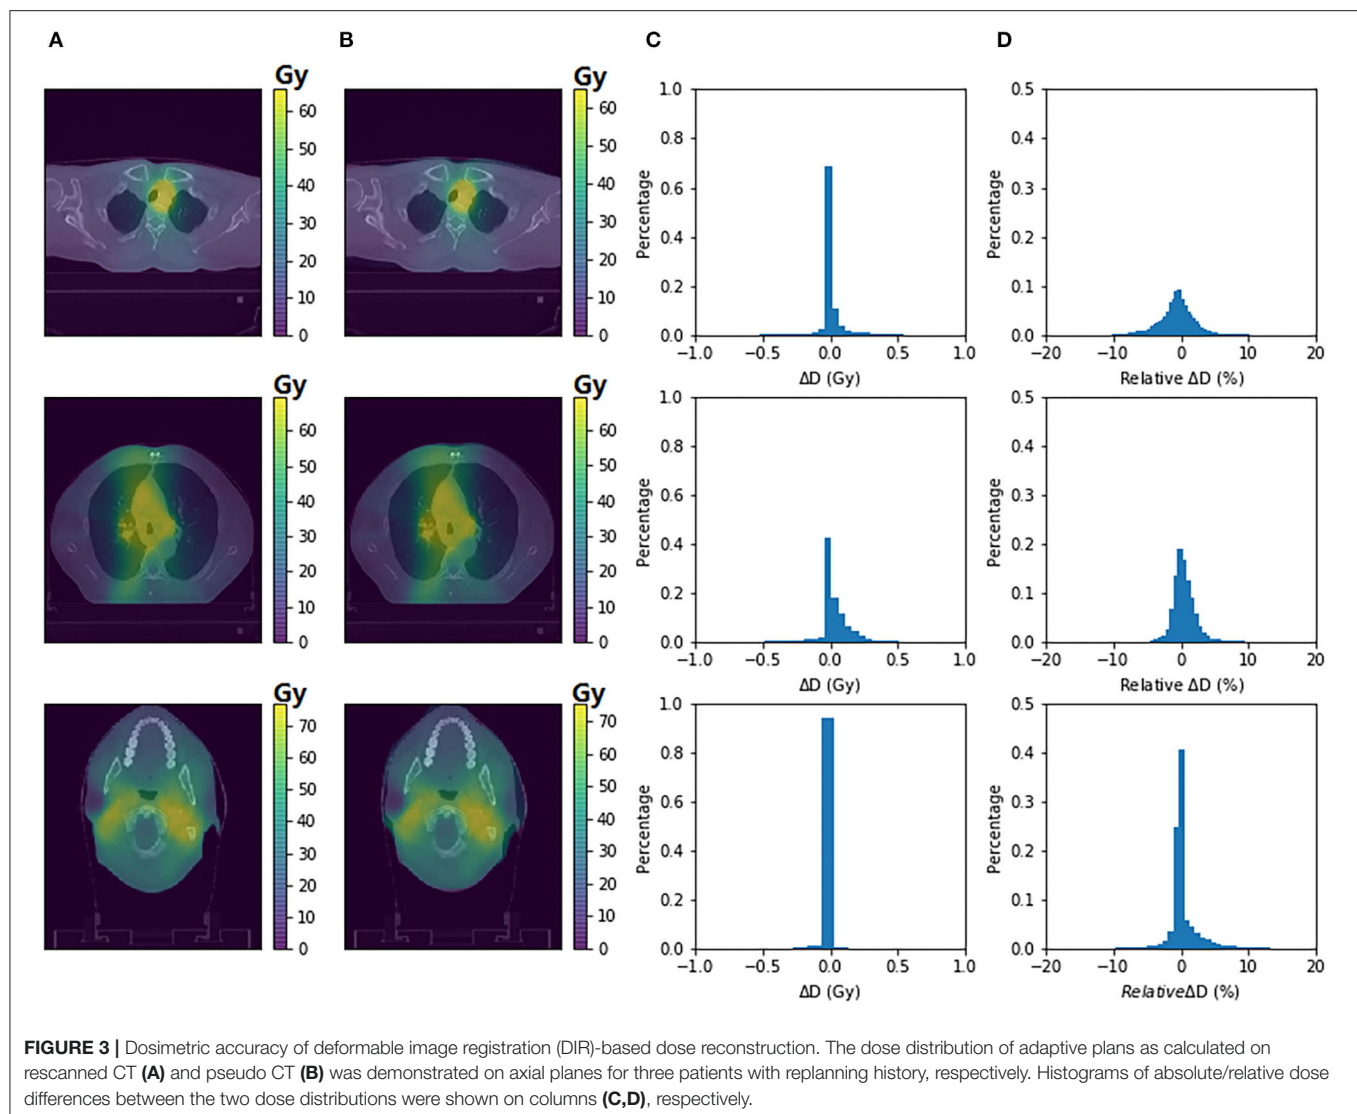 A
B
C
D
Gy
60
50
40
30
20
10
0
Gy
60
50
40
30
20
10
0
Percentage
1.0
0.8
0.6
0.4
0.2
0.0
−1.0 −0.5 0.0 0.5 1.0
ΔD (Gy)
Percentage
0.5
0.4
0.3
0.2
0.1
0.0
−20 −10 0 10 20
Relative ΔD (%)
Gy
60
50
40
30
20
10
0
Gy
60
50
40
30
20
10
0
Percentage
1.0
0.8
0.6
0.4
0.2
0.0
−1.0 −0.5 0.0 0.5 1.0
ΔD (Gy)
Percentage
0.5
0.4
0.3
0.2
0.1
0.0
−20 −10 0 10 20
Relative ΔD (%)
Gy
70
60
50
40
30
20
10
0
Gy
70
60
50
40
30
20
10
0
Percentage
1.0
0.8
0.6
0.4
0.2
0.0
−1.0 −0.5 0.0 0.5 1.0
ΔD (Gy)
Percentage
0.5
0.4
0.3
0.2
0.1
0.0
−20 −10 0 10 20
RelativeΔD (%)
FIGURE 3 | Dosimetric accuracy of deformable image registration (DIR)-based dose reconstruction. The dose distribution of adaptive plans as calculated on
rescanned CT (A) and pseudo CT (B) was demonstrated on axial planes for three patients with replanning history, respectively. Histograms of absolute/relative dose
differences between the two dose distributions were shown on columns (C,D), respectively.